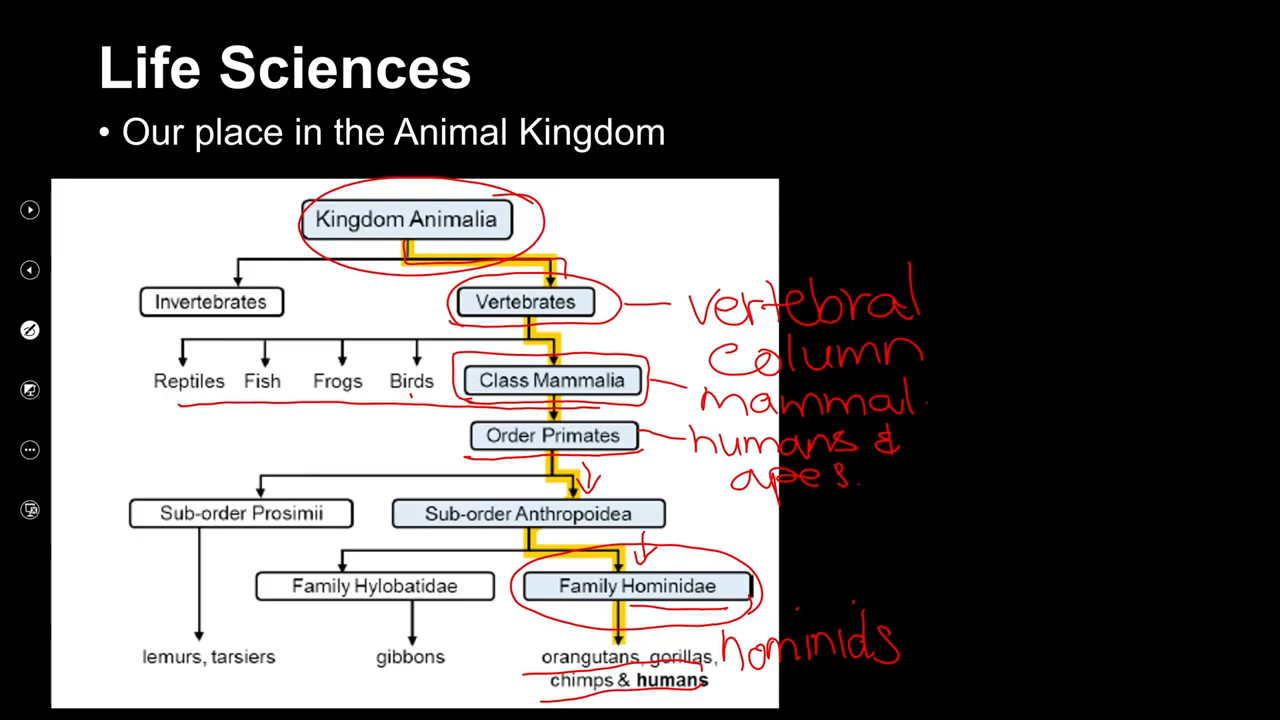 Life Sciences
• Our place in the Animal Kingdom
Kingdom Animalia
Invertebrates
Vertebrates
vertebral
column
Reptiles
Fish
Frogs
Birds
Class Mammalia
mammal.
Order Primates
humans &
apes.
Sub-order Prosimii
Sub-order Anthropoidea
Family Hylobatidae
Family Hominidae
hominids
lemurs, tarsiers
gibbons
orangutans, gorillas,
chimps & humans